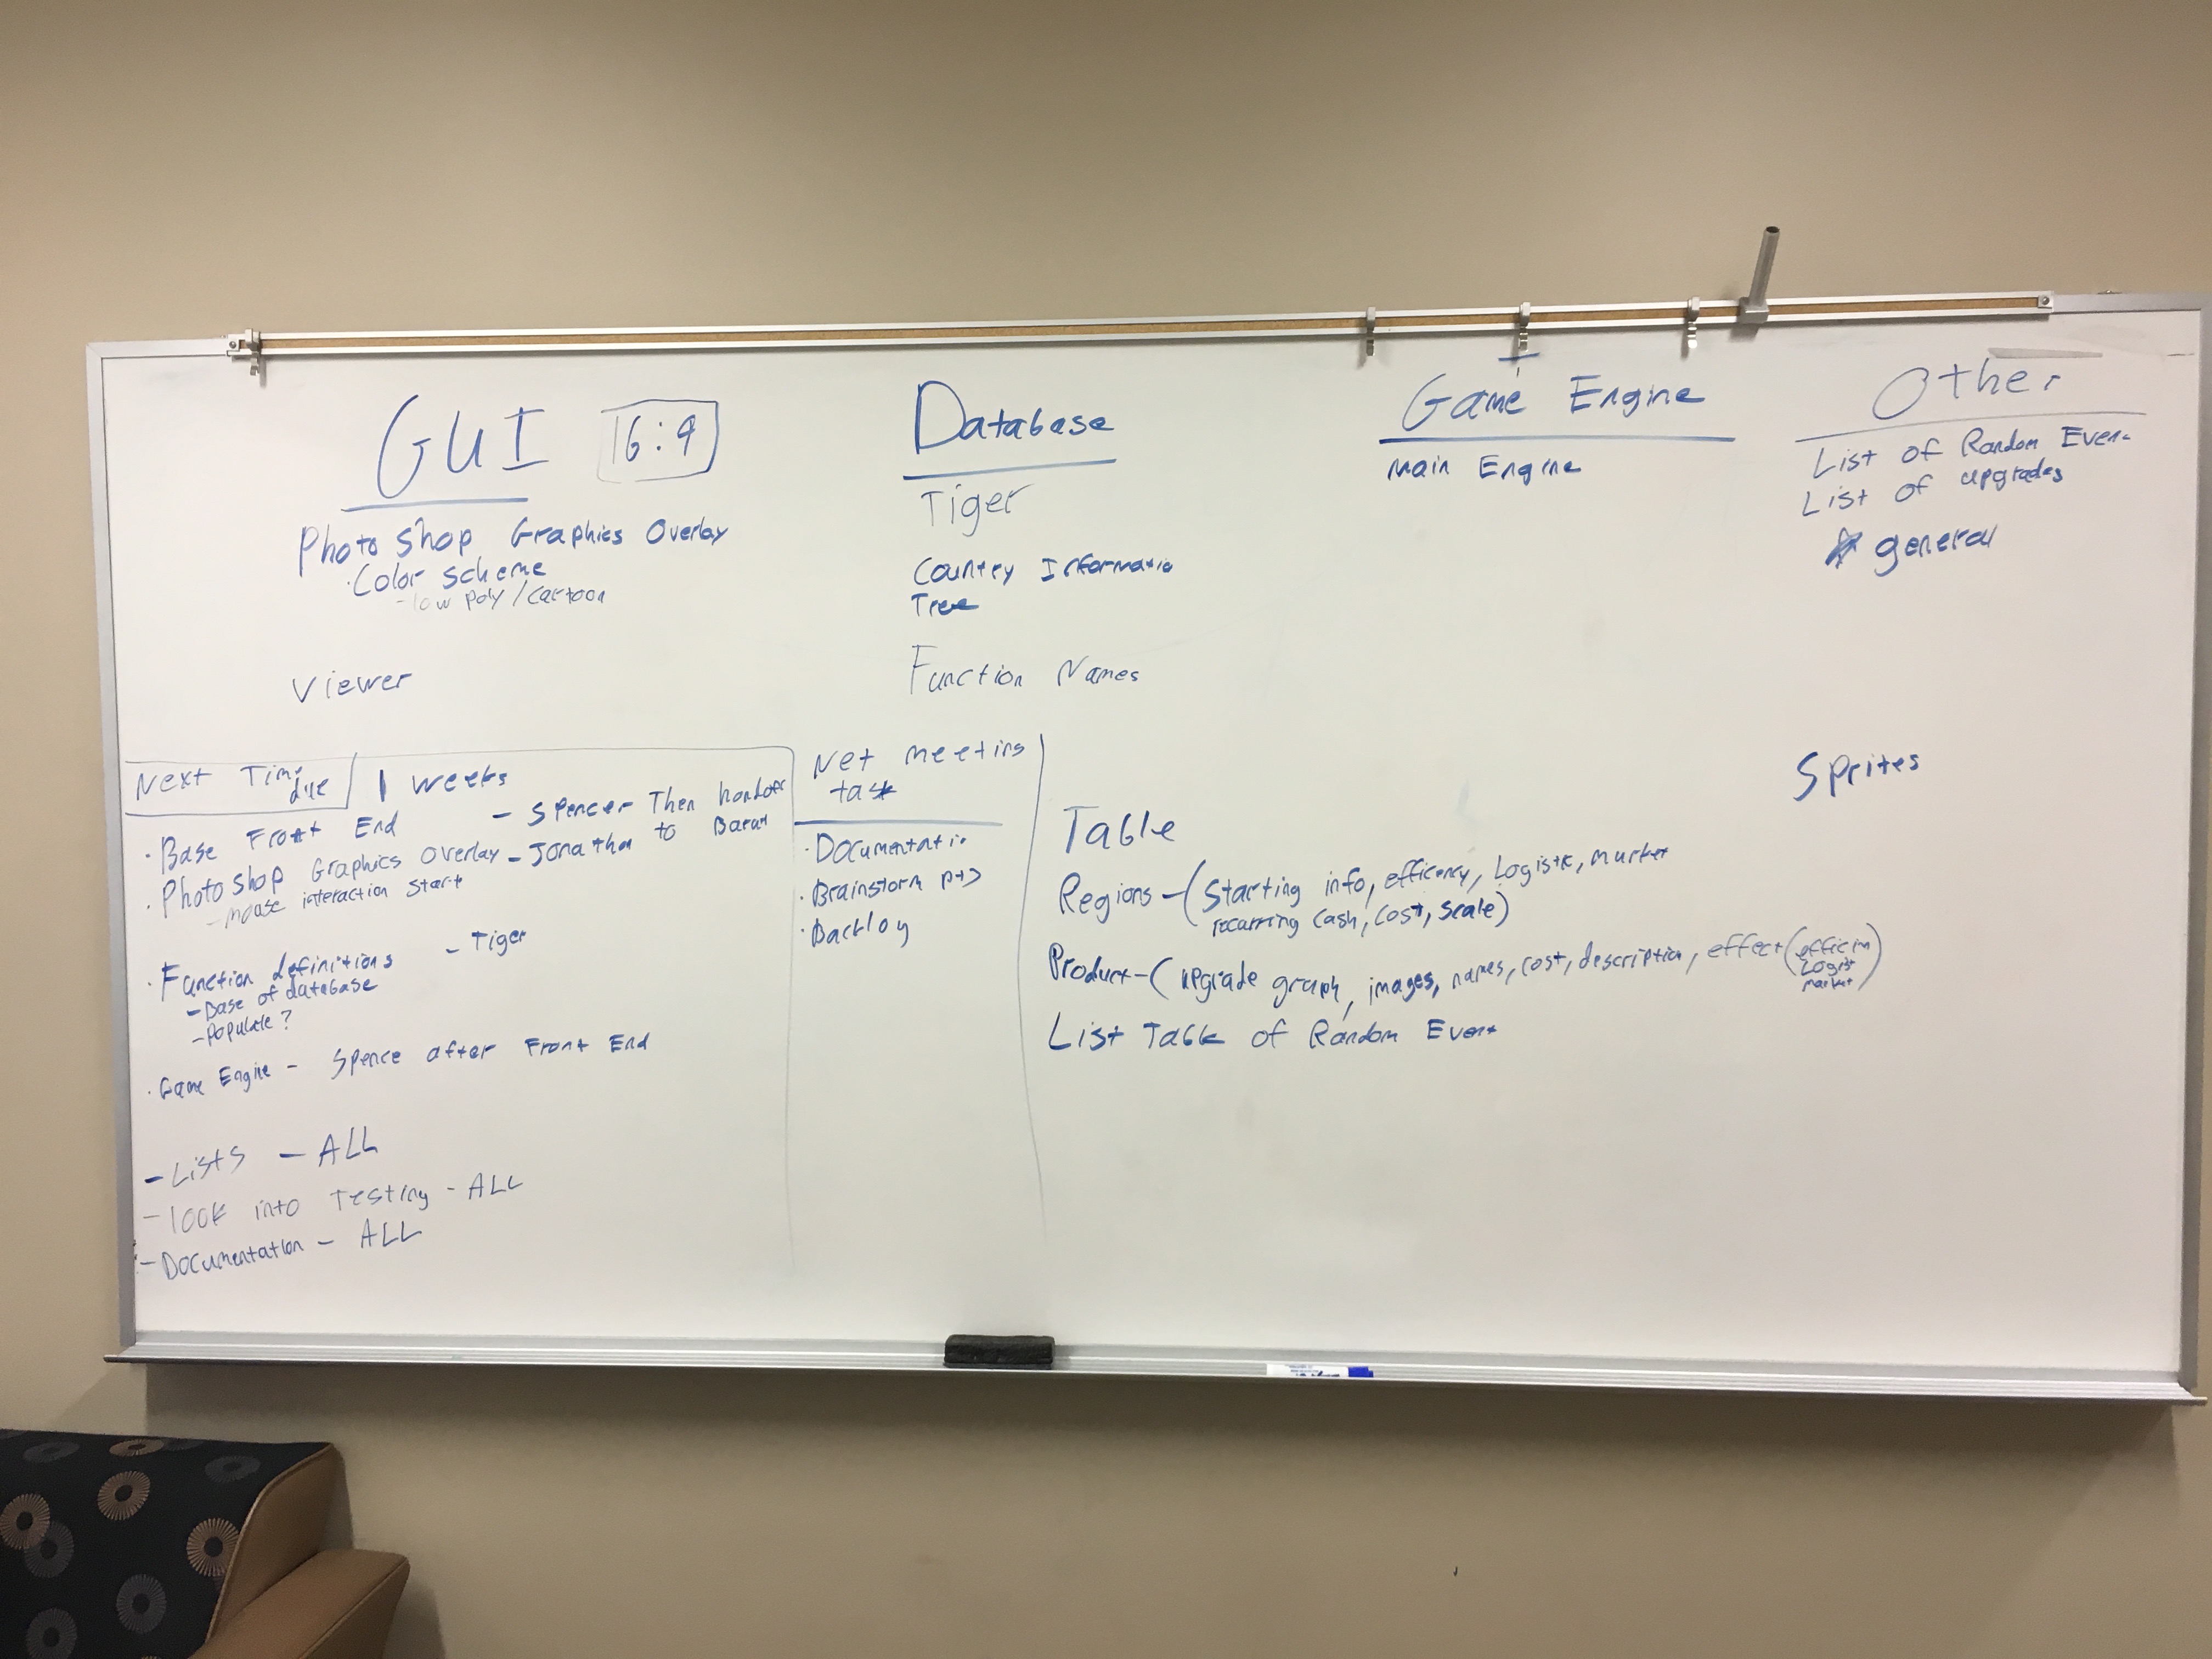 GUI 16:9
Photo Shop Graphics Overlay
·Color scheme
-low poly/cartoon
Viewer
Database
Tiger
Country Informatio
Tree
Function Names
Game Engine
Main Engine
Other
List of Random Even
List of upgrades
general
Sprites
Next Time due
1 weeks
·Base Front End - Spencer Then handoff to
·Photo shop Graphics Overlay - Jonathan
-mouse interaction start
·Function definitions - Tiger
-Base of database
-Populate?
·Game Engine - Spence after Front End
-Lists - ALL
-look into Testing - ALL
-Documentation - ALL
Net meeting
task
·Documentatio
·Brainstorm pt
·Backlog
Table
Regions-(Starting info, efficency, Logistic, market
recurring cash, cost, scale)
Product-(upgrade graph, images, names, cost, description, effect(efficin
Logist
market)
List Table of Random Event